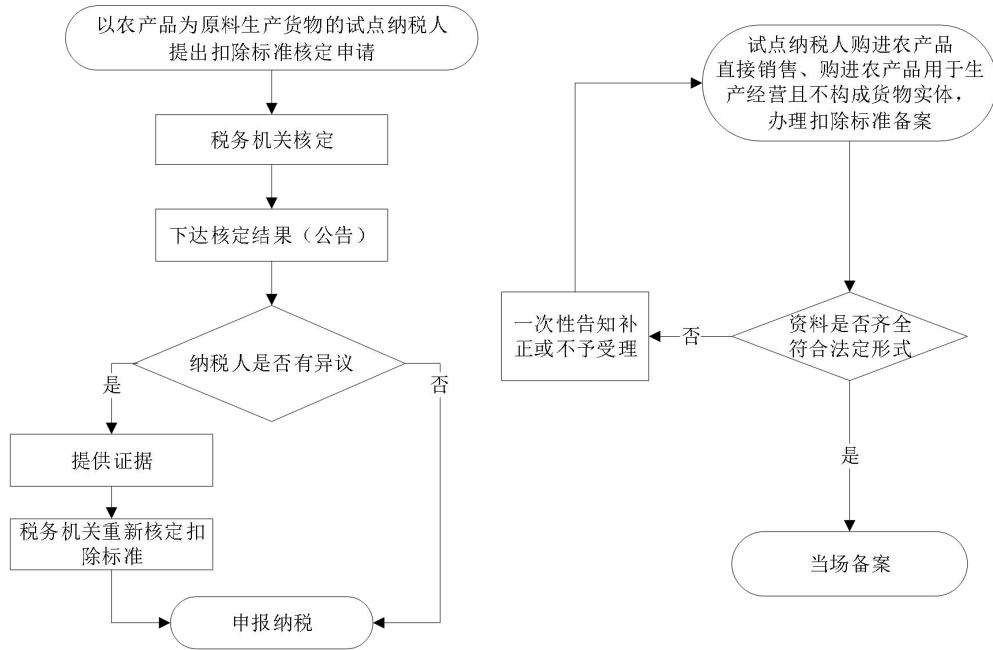 以农产品为原料生产货物的试点纳税人
提出扣除标准核定申请
税务机关核定
下达核定结果（公告）
纳税人是否有异议
是
否
提供证据
税务机关重新核定扣
除标准
申报纳税
试点纳税人购进农产品
直接销售、购进农产品用于生
产经营且不构成货物实体，
办理扣除标准备案
资料是否齐全
符合法定形式
否
一次性告知补
正或不予受理
是
当场备案